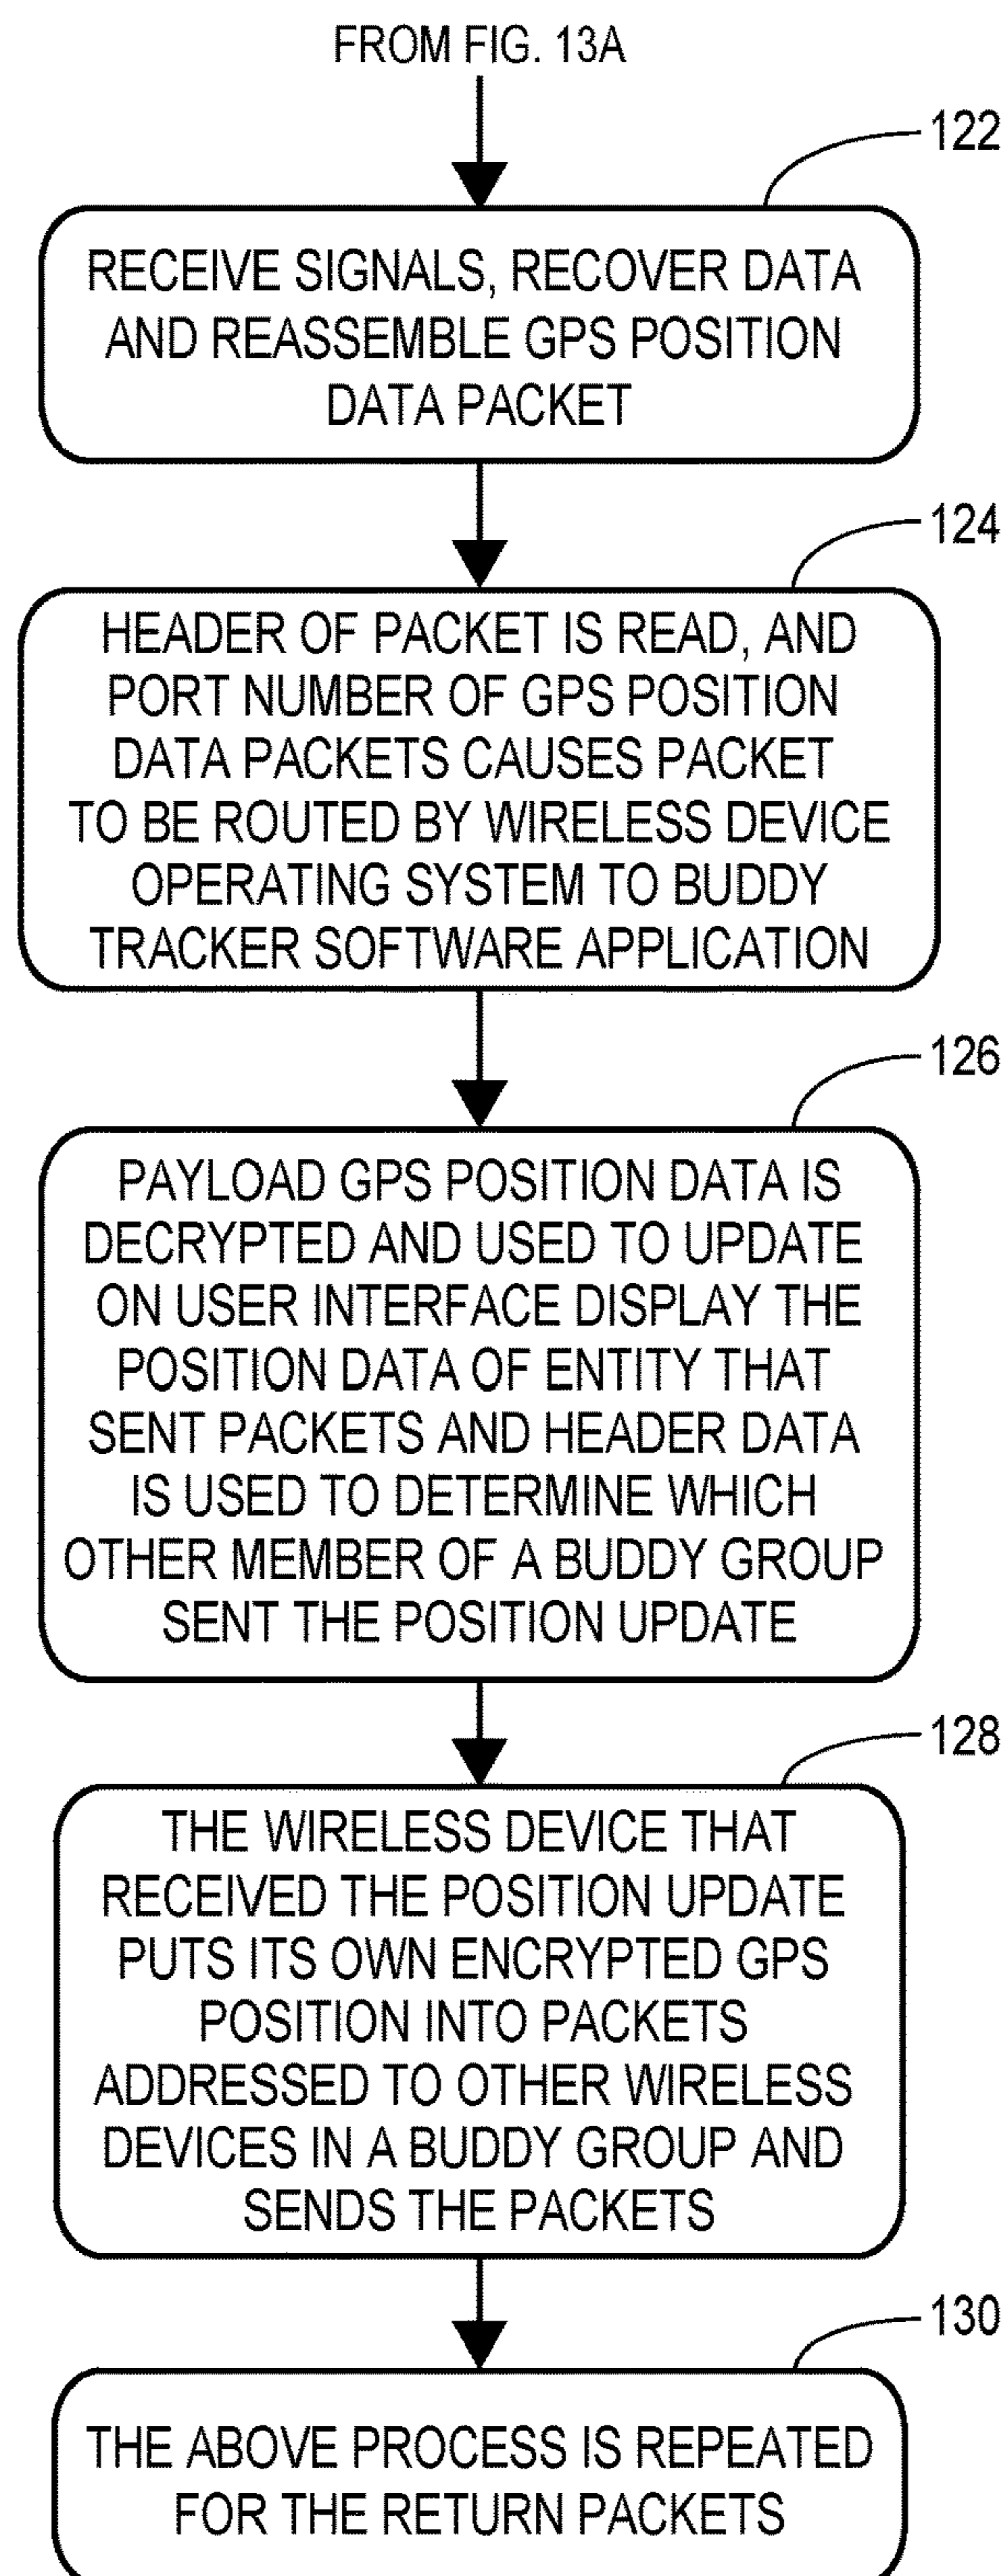 FROM FIG. 13A
122
RECEIVE SIGNALS, RECOVER DATA
AND REASSEMBLE GPS POSITION
DATA PACKET
124
HEADER OF PACKET IS READ, AND
PORT NUMBER OF GPS POSITION
DATA PACKETS CAUSES PACKET
TO BE ROUTED BY WIRELESS DEVICE
OPERATING SYSTEM TO BUDDY
TRACKER SOFTWARE APPLICATION
126
PAYLOAD GPS POSITION DATA IS
DECRYPTED AND USED TO UPDATE
ON USER INTERFACE DISPLAY THE
POSITION DATA OF ENTITY THAT
SENT PACKETS AND HEADER DATA
IS USED TO DETERMINE WHICH
OTHER MEMBER OF A BUDDY GROUP
SENT THE POSITION UPDATE
128
THE WIRELESS DEVICE THAT
RECEIVED THE POSITION UPDATE
PUTS ITS OWN ENCRYPTED GPS
POSITION INTO PACKETS
ADDRESSED TO OTHER WIRELESS
DEVICES IN A BUDDY GROUP AND
SENDS THE PACKETS
130
THE ABOVE PROCESS IS REPEATED
FOR THE RETURN PACKETS